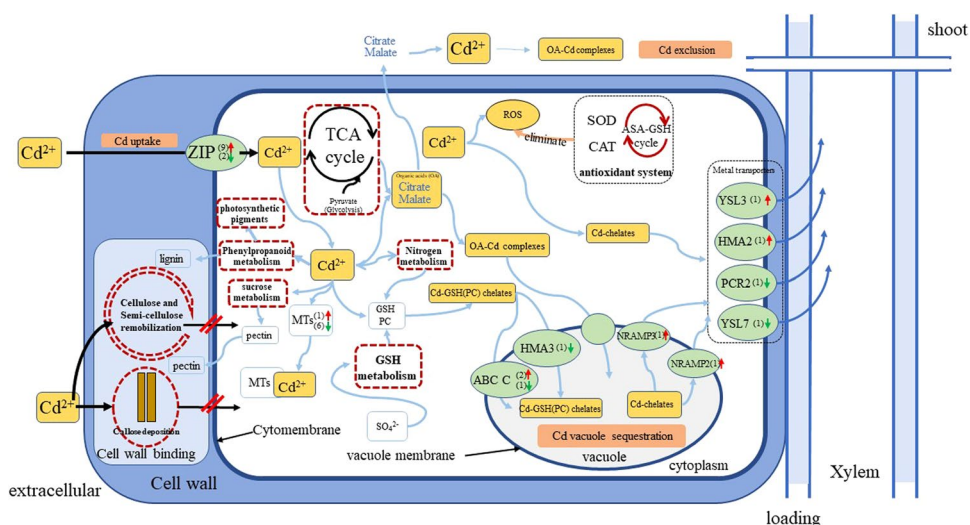 shoot
Citrate
Malate
Cd2+
OA-Cd complexes
Cd exclusion
Cd2+
Cd uptake
ZIP (9)
(2)
Cd2+
TCA
cycle
Pyruvate
(Glycolysis)
Organic acids (OA)
Citrate
Malate
Cd2+
ROS
eliminate
SOD
CAT
ASA-GSH
cycle
antioxidant system
Metal transporters
YSL3 (1)
HMA2 (1)
PCR2 (1)
YSL7 (1)
photosynthetic
pigments
lignin
Phenylpropanoid
metabolism
Cd2+
Nitrogen
metabolism
OA-Cd complexes
Cd-chelates
sucrose
metabolism
MTs (1)
(6)
GSH
PC
Cd-GSH(PC) chelates
Cellulose and
Semi-cellulose
remobilization
pectin
pectin
GSH
metabolism
MTs
Cd2+
SO42-
HMA3 (1)
NRAMP3(1)
ABC C (2)
(1)
NRAMP2(1)
Cd-GSH(PC) chelates
Cd-chelates
Cd2+
Callose deposition
Cell wall binding
Cytomembrane
Cd vacuole sequestration
vacuole membrane
vacuole
cytoplasm
extracellular
Cell wall
Xylem
loading